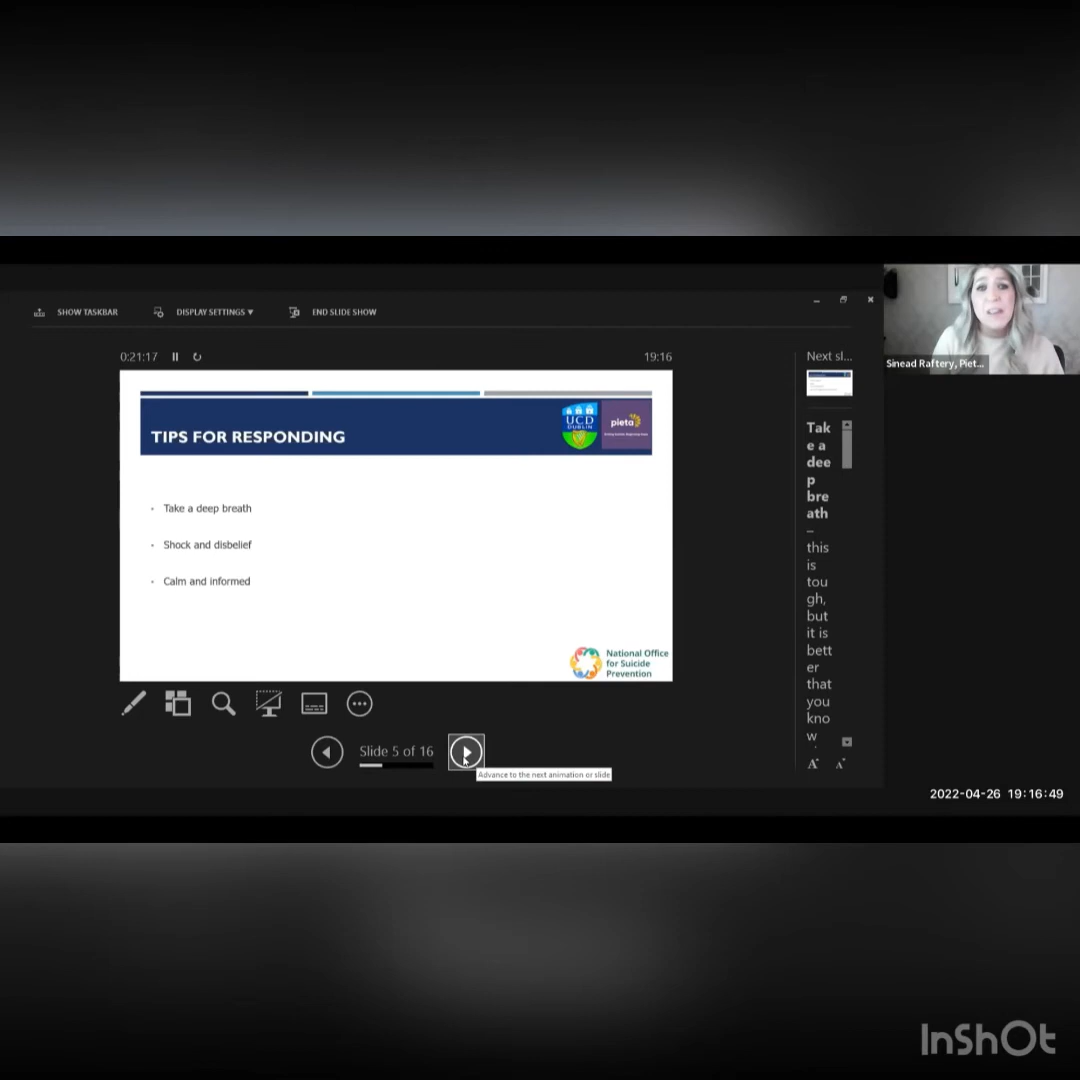 SHOW TASKBAR
DISPLAY SETTINGS ▼
END SLIDE SHOW
0:21:17
19:16
Next sl...
Sinead Raftery, Piet...
TIPS FOR RESPONDING
UCD
DUBLIN
pieta
• Take a deep breath
• Shock and disbelief
• Calm and informed
National Office
for Suicide
Prevention
Tak
e a
dee
p
bre
ath
–
this
is
tou
gh,
but
it is
bett
er
that
you
kno
w
Slide 5 of 16
Advance to the next animation or slide
A
A
2022-04-26 19:16:49
InShOt